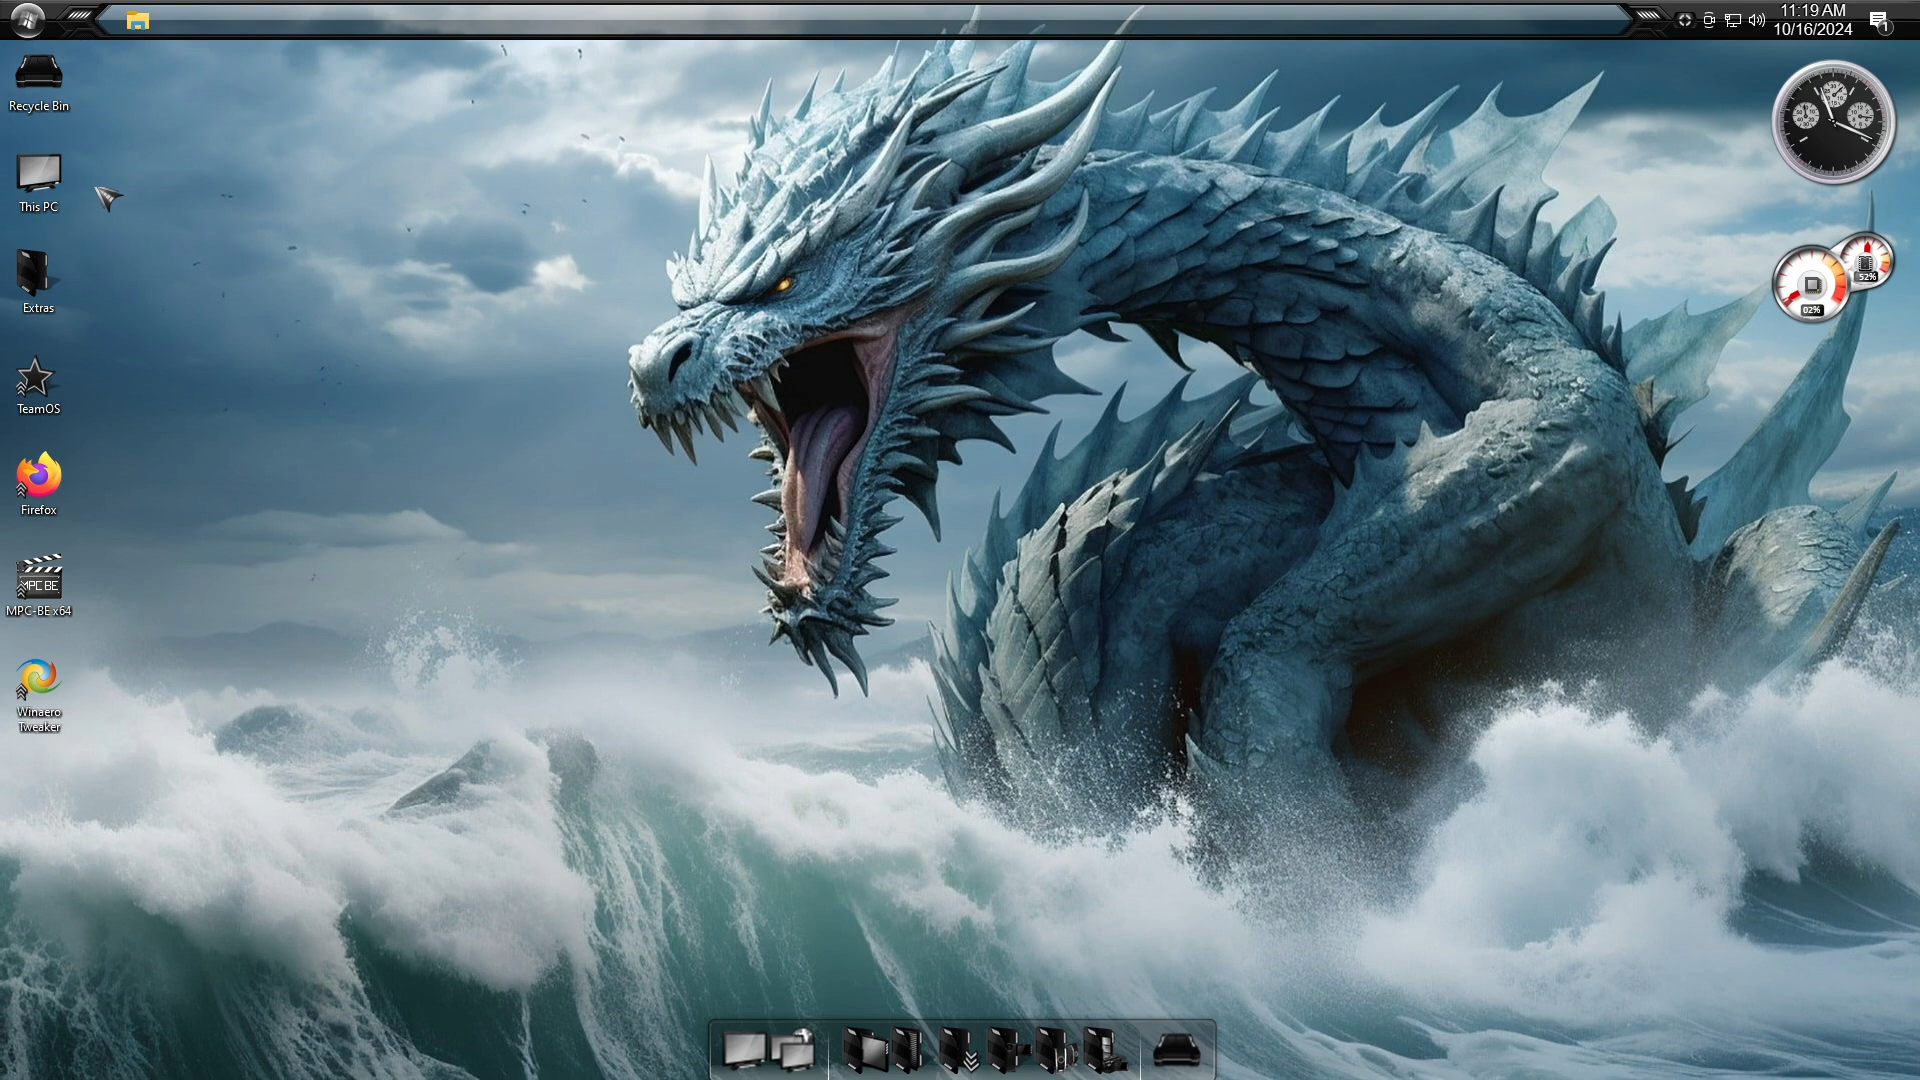 11:19 AM
10/16/2024
1
Recycle Bin
This PC
Extras
TeamOS
Firefox
MPC BE
MPC-BE x64
Winaero
Tweaker
52%
02%